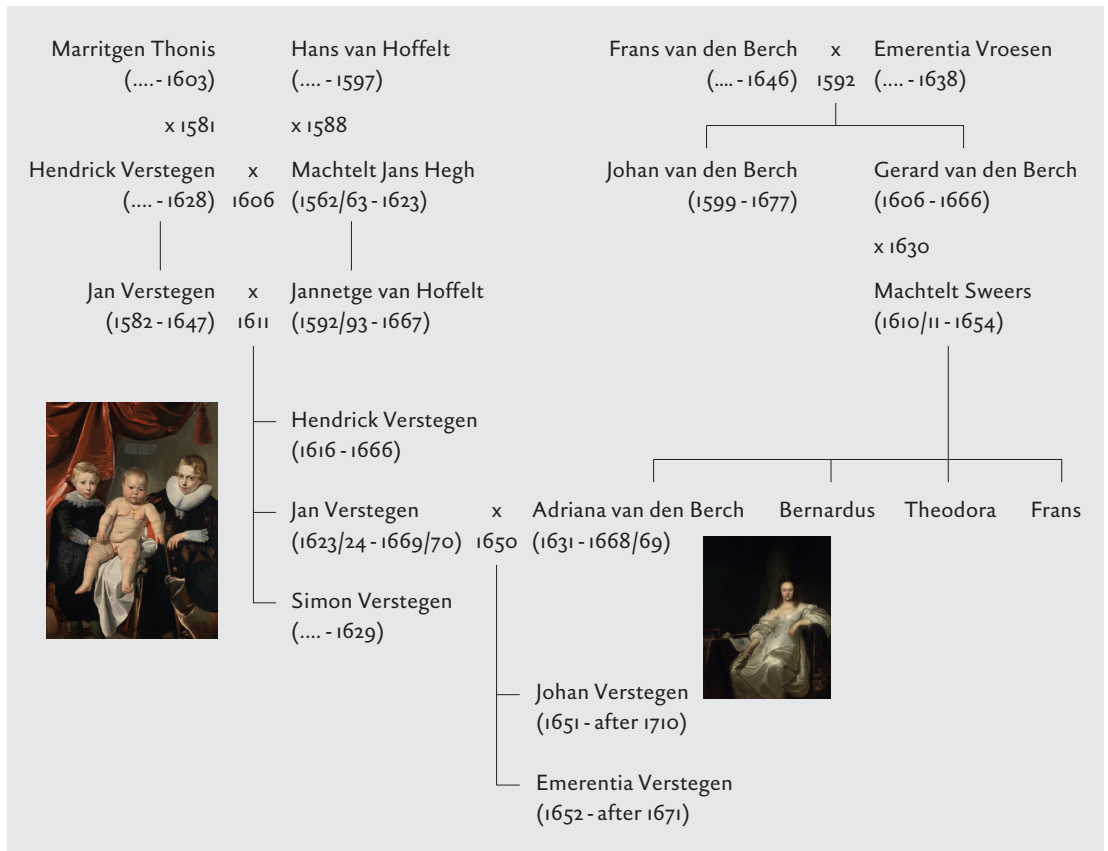 Marritgen Thonis
(.... - 1603)
Hans van Hoffelt
(.... - 1597)
Frans van den Berch
(.... - 1646)
x
1592
Emerentia Vroesen
(.... - 1638)
x 1581
x 1588
Hendrick Verstegen
(.... - 1628)
x
1606
Machtelt Jans Hegh
(1562/63 - 1623)
Johan van den Berch
(1599 - 1677)
Gerard van den Berch
(1606 - 1666)
x 1630
Jan Verstegen
(1582 - 1647)
x
1611
Jannetge van Hoffelt
(1592/93 - 1667)
Machtelt Sweers
(1610/11 - 1654)
Hendrick Verstegen
(1616 - 1666)
Jan Verstegen
(1623/24 - 1669/70)
x
1650
Adriana van den Berch
(1631 - 1668/69)
Bernardus
Theodora
Frans
Simon Verstegen
(.... - 1629)
Johan Verstegen
(1651 - after 1710)
Emerentia Verstegen
(1652 - after 1671)